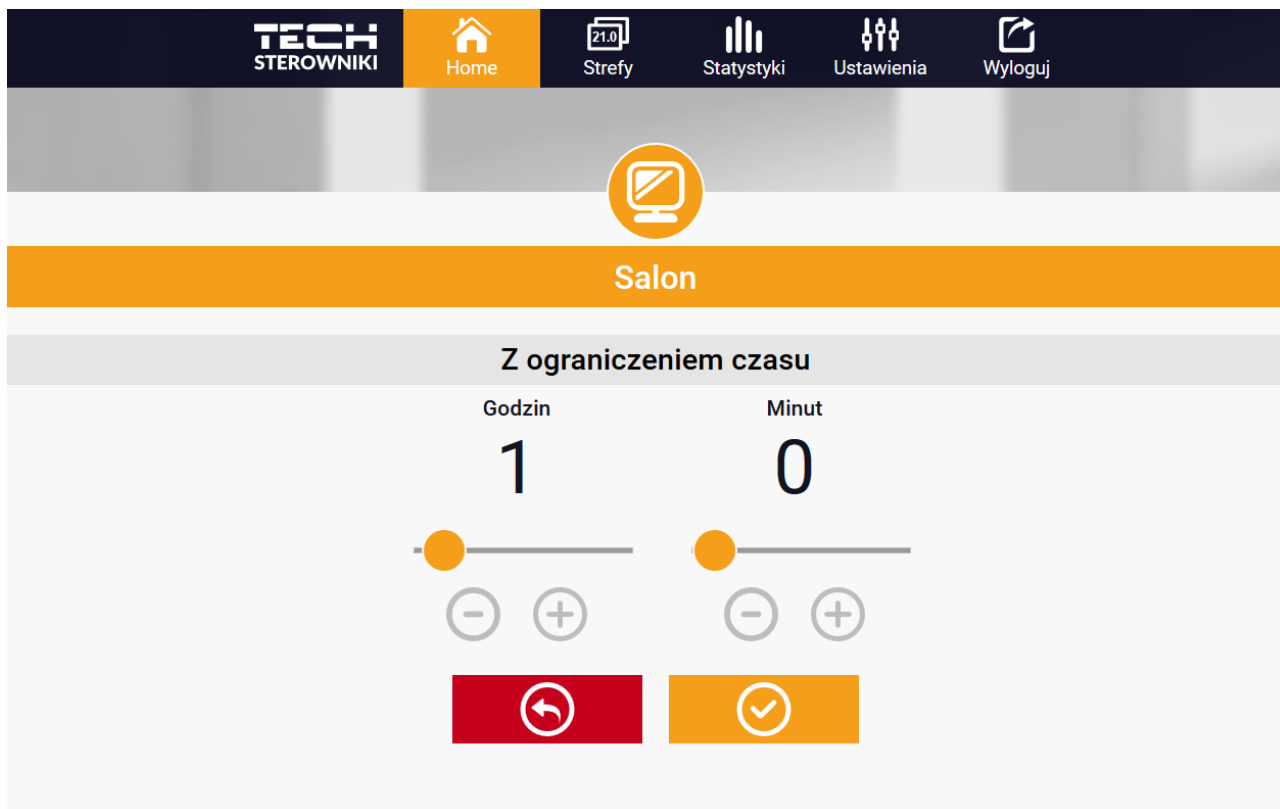 TECH
STEROWNIKI
Home
21.0
Strefy
Statystyki
Ustawienia
Wyloguj
Salon
Z ograniczeniem czasu
Godzin
Minut
1
0